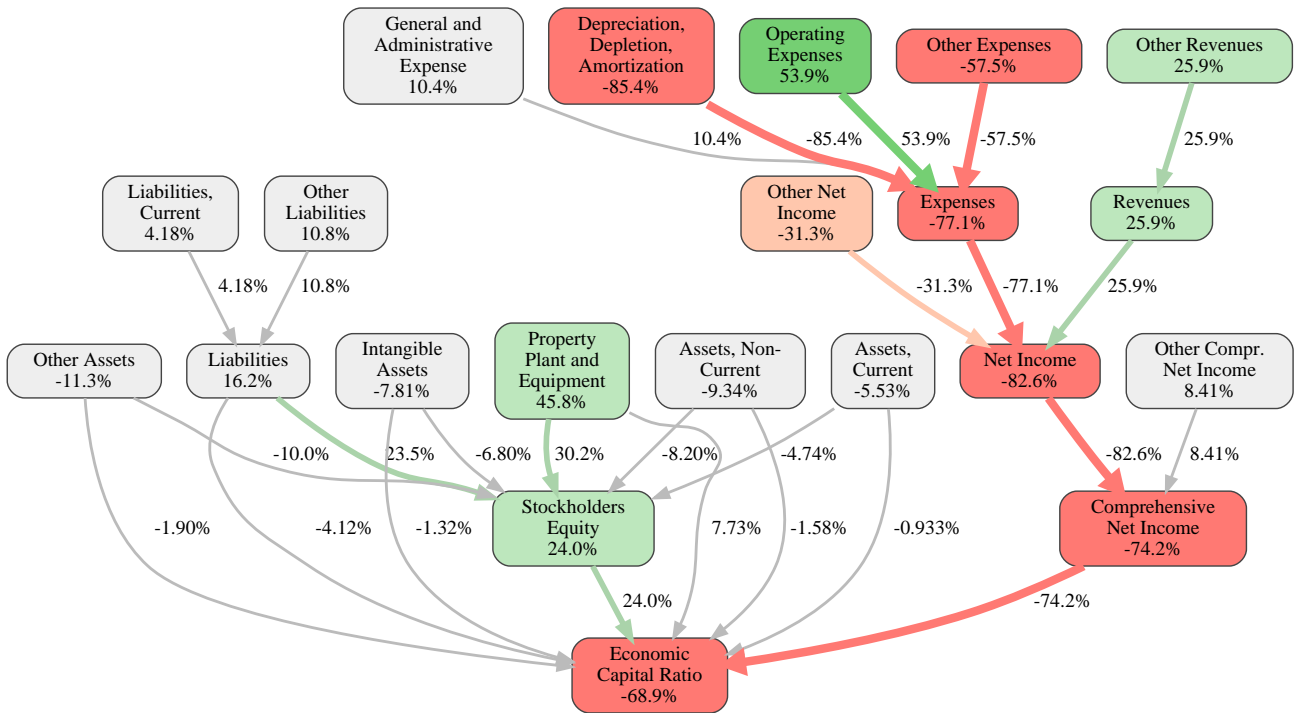 General and
Administrative
Expense
10.4%
Depreciation,
Depletion,
Amortization
-85.4%
Operating
Expenses
53.9%
Other Expenses
-57.5%
Other Revenues
25.9%
10.4%
-85.4%
53.9%
-57.5%
25.9%
Liabilities,
Current
4.18%
Other
Liabilities
10.8%
Other Net
Income
-31.3%
Expenses
-77.1%
Revenues
25.9%
4.18%
10.8%
-31.3%
-77.1%
25.9%
Other Assets
-11.3%
Liabilities
16.2%
Intangible
Assets
-7.81%
Property
Plant and
Equipment
45.8%
Assets, Non-
Current
-9.34%
Assets,
Current
-5.53%
Net Income
-82.6%
Other Compr.
Net Income
8.41%
-10.0%
23.5%
-6.80%
30.2%
-8.20%
-4.74%
-82.6%
8.41%
Stockholders
Equity
24.0%
Comprehensive
Net Income
-74.2%
-1.90%
-4.12%
-1.32%
7.73%
-1.58%
-0.933%
24.0%
-74.2%
Economic
Capital Ratio
-68.9%